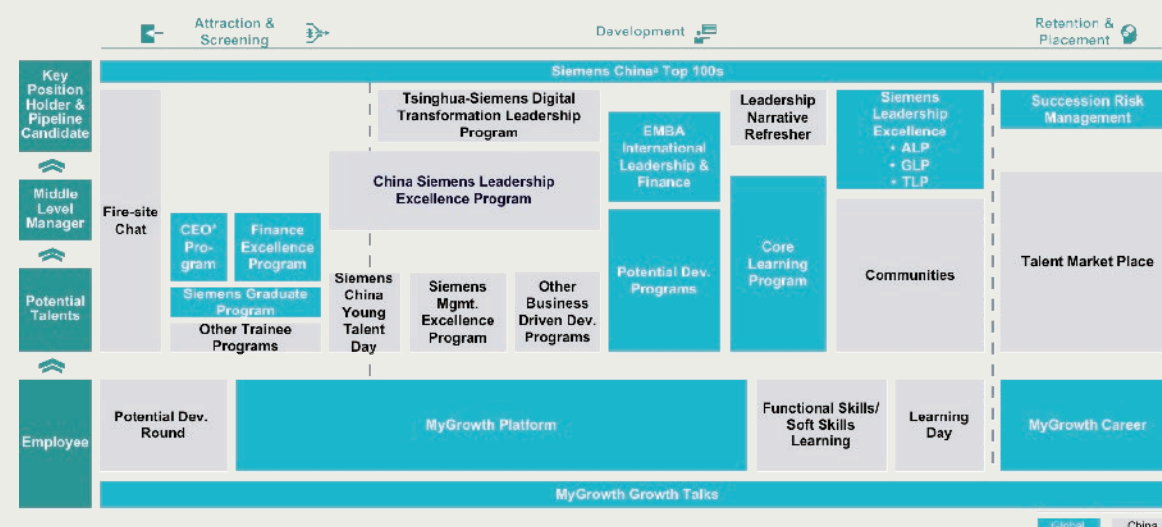 Attraction &
Screening
Development
Retention &
Placement
Key
Position
Holder &
Pipeline
Candidate
Middle
Level
Manager
Potential
Talents
Employee
Siemens China² Top 100s
Fire-site
Chat
CEO*
Pro-
gram
Finance
Excellence
Program
Siemens Graduate
Program
Other Trainee
Programs
Tsinghua-Siemens Digital
Transformation Leadership
Program
China Siemens Leadership
Excellence Program
Siemens
China
Young
Talent
Day
Siemens
Mgmt.
Excellence
Program
Other
Business
Driven Dev.
Programs
EMBA
International
Leadership &
Finance
Potential Dev.
Programs
Leadership
Narrative
Refresher
Core
Learning
Program
Siemens
Leadership
Excellence
• ALP
• GLP
• TLP
Communities
Succession Risk
Management
Talent Market Place
Potential Dev.
Round
MyGrowth Platform
Functional Skills/
Soft Skills
Learning
Learning
Day
MyGrowth Career
MyGrowth Growth Talks
Global
China